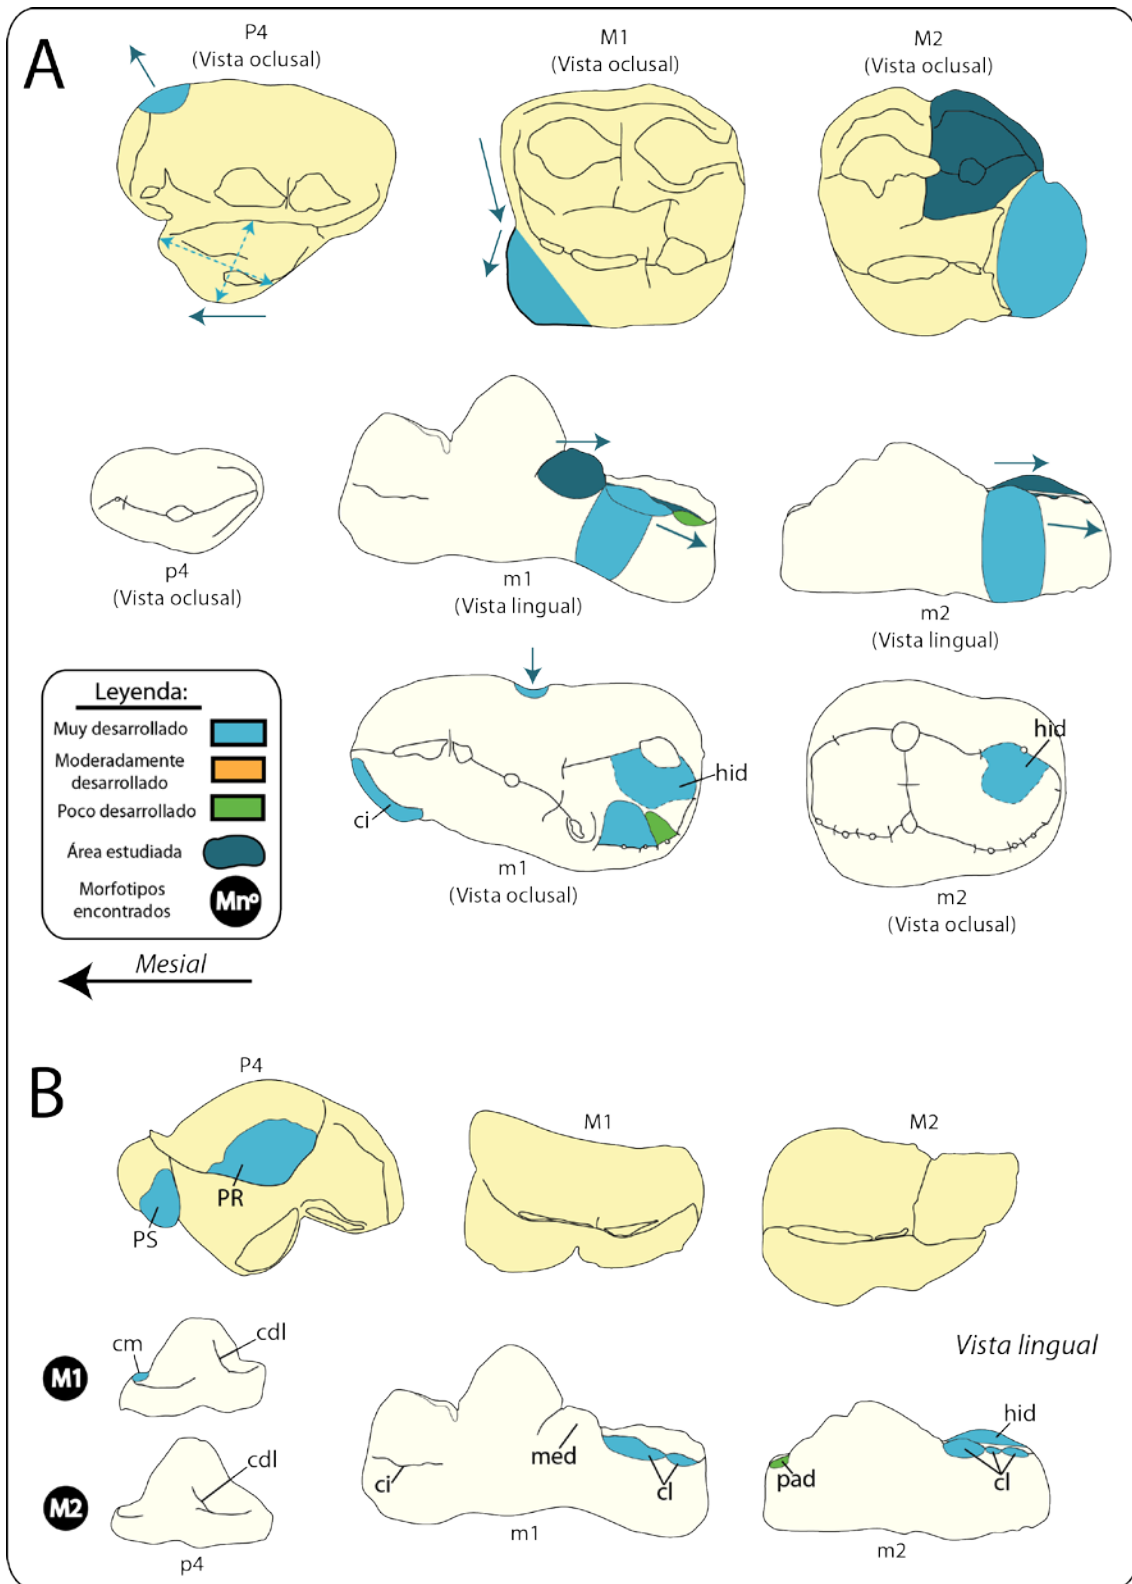 A
P4
(Vista oclusal)
M1
(Vista oclusal)
M2
(Vista oclusal)
p4
(Vista oclusal)
m1
(Vista lingual)
m2
(Vista lingual)
Leyenda:
Muy desarrollado
Moderadamente
desarrollado
Poco desarrollado
Área estudiada
Morfotipos
encontrados
Mnº
ci
hid
m1
(Vista oclusal)
hid
m2
(Vista oclusal)
Mesial
B
P4
PR
PS
M1
M2
Vista lingual
M1
cm
cdl
M2
cdl
p4
ci
med
cl
m1
pad
hid
cl
m2